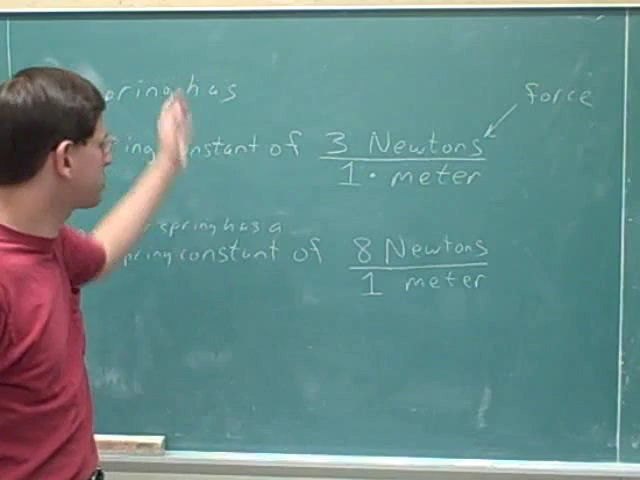 pring has
force
ing constant of 3 Newtons
1 · meter
spring has a
pring constant of 8 Newtons
1 meter